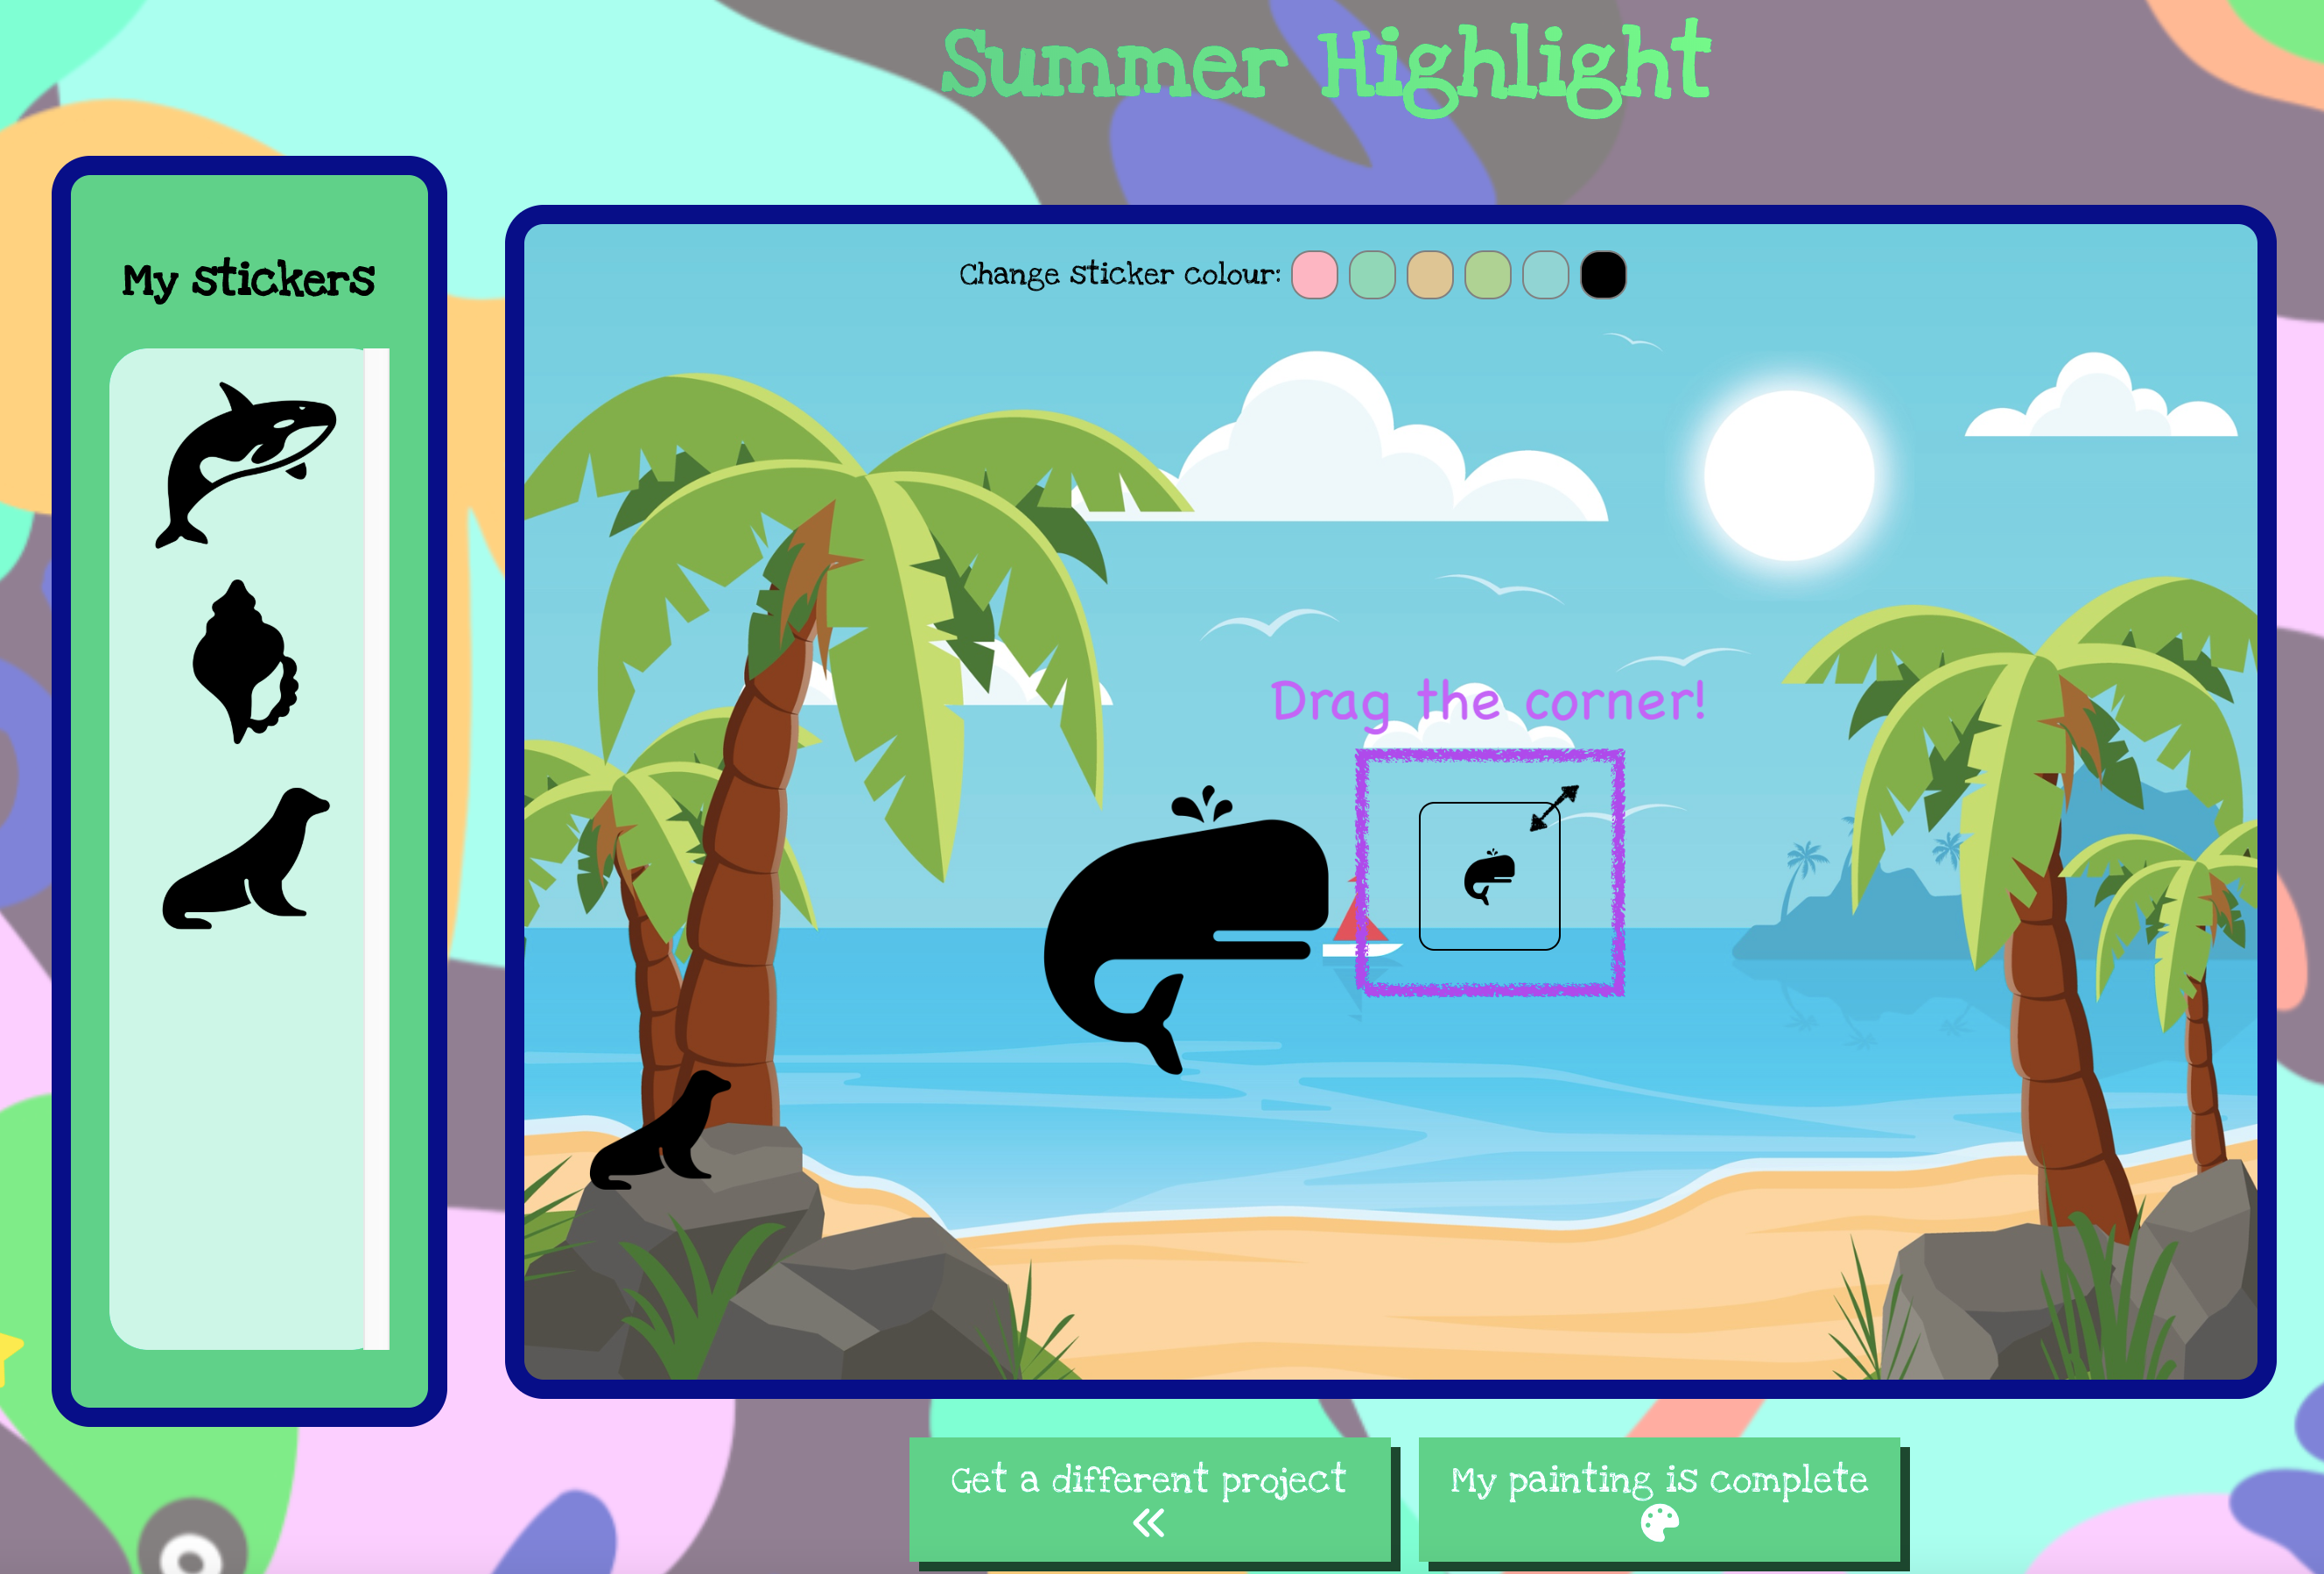 Summer Highlight
My Stickers
Change sticker colour:
Drag the corner!
Get a different project
My painting is complete